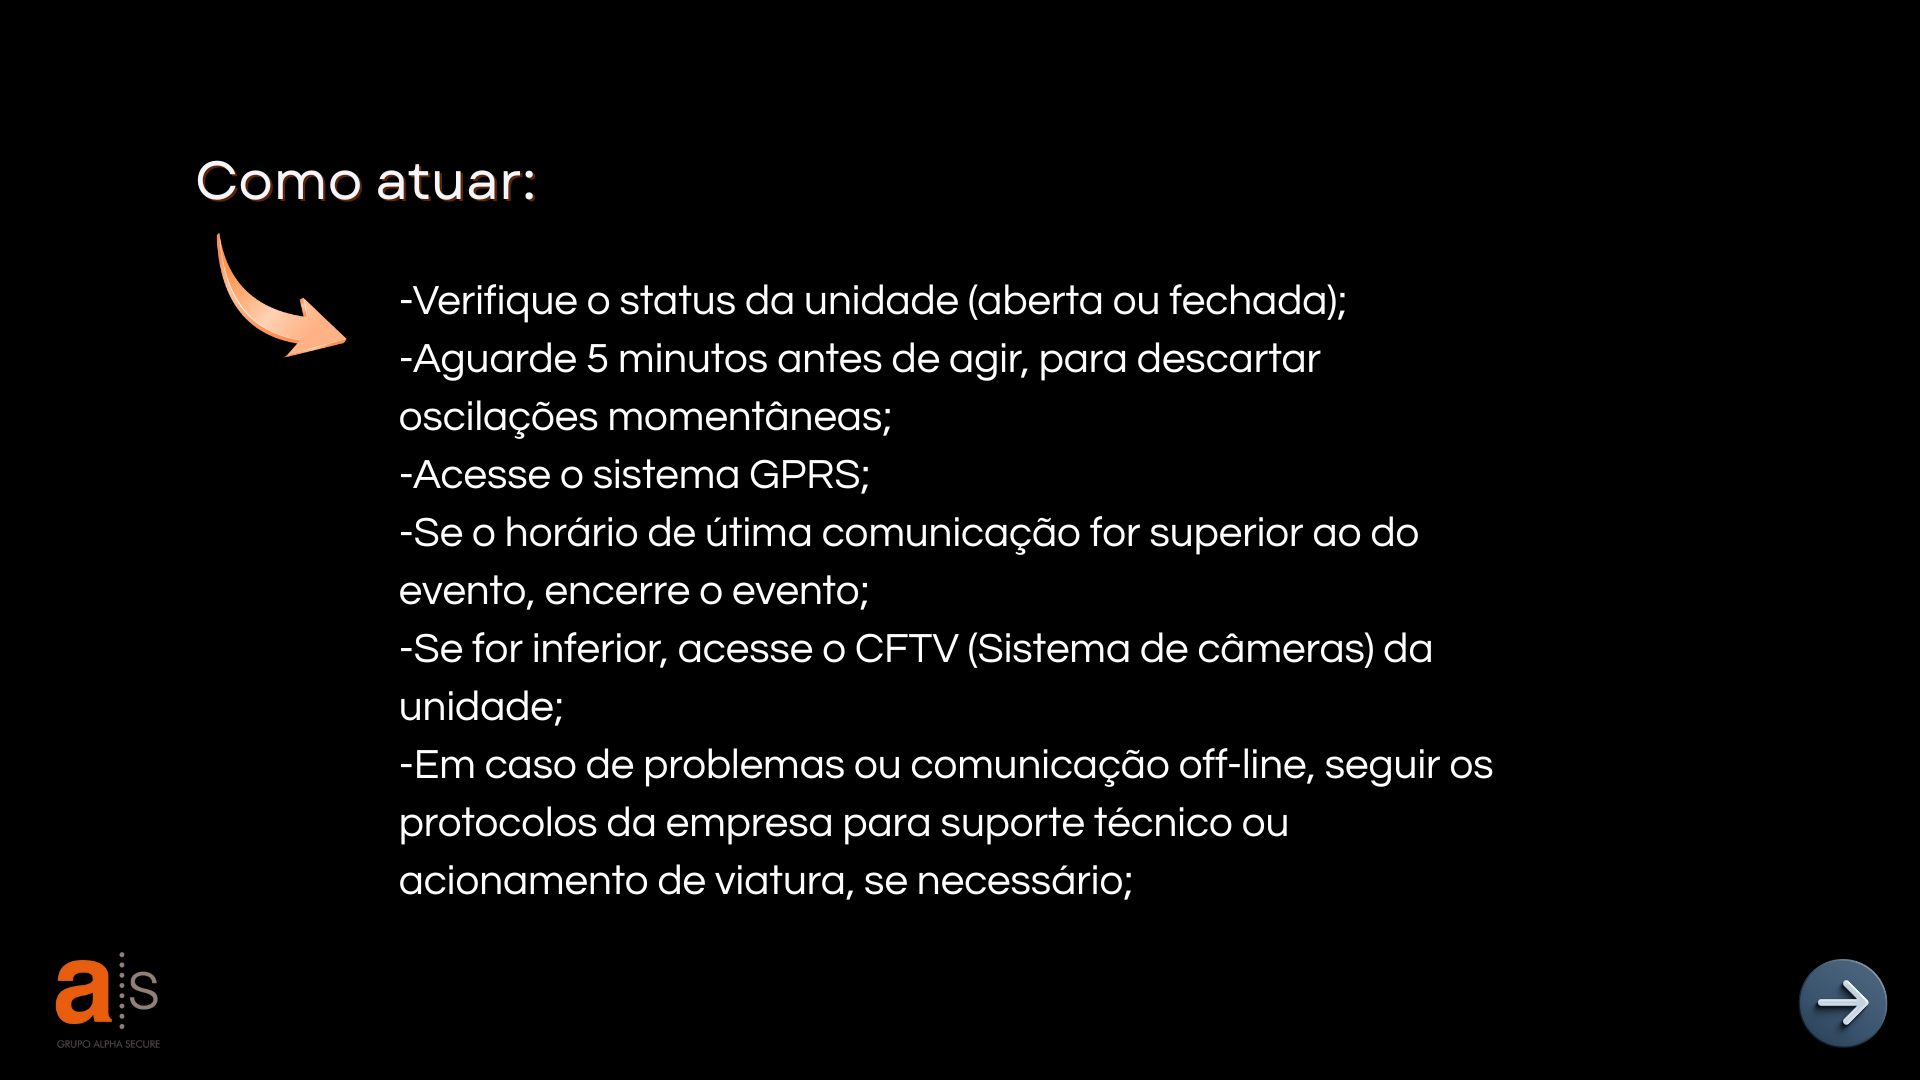 Como atuar:
-Verifique o status da unidade (aberta ou fechada);
-Aguarde 5 minutos antes de agir, para descartar
oscilações momentâneas;
-Acesse o sistema GPRS;
-Se o horário de útima comunicação for superior ao do
evento, encerre o evento;
-Se for inferior, acesse o CFTV (Sistema de câmeras) da
unidade;
-Em caso de problemas ou comunicação off-line, seguir os
protocolos da empresa para suporte técnico ou
acionamento de viatura, se necessário;
a s
GRUPO ALPHA SECURE